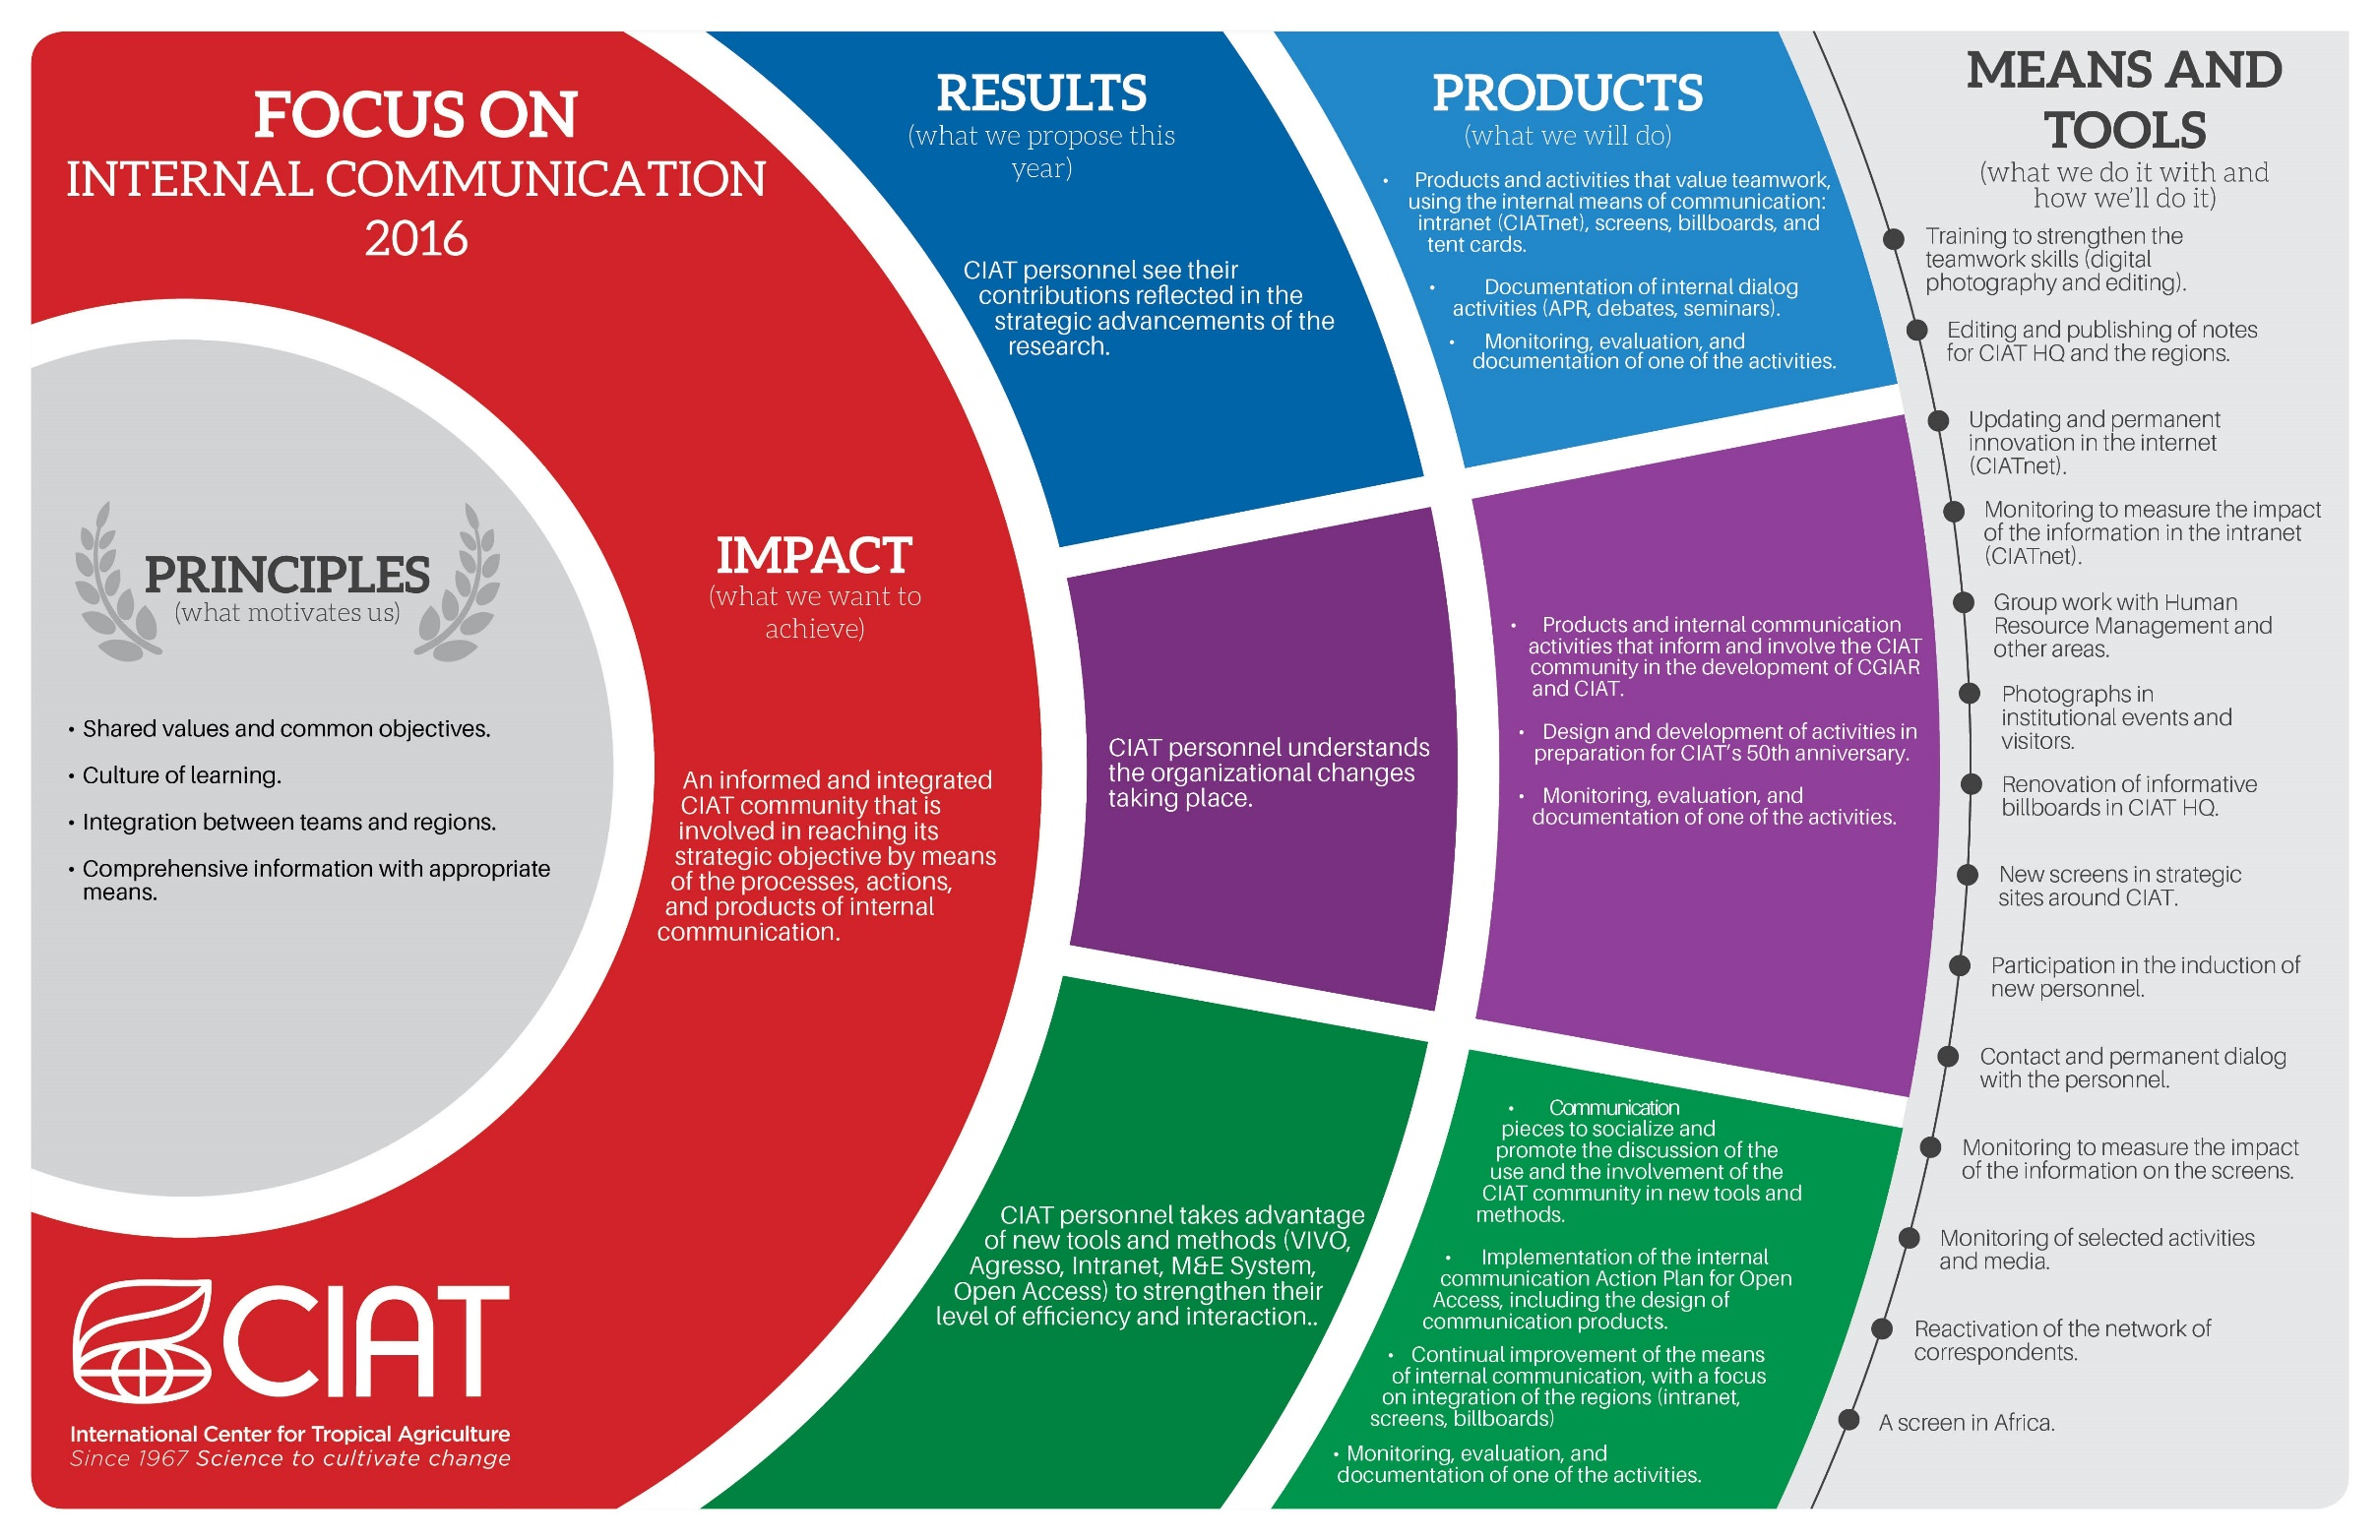 FOCUS ON
INTERNAL COMMUNICATION
2016
PRINCIPLES
(what motivates us)
• Shared values and common objectives.
• Culture of learning.
• Integration between teams and regions.
• Comprehensive information with appropriate
means.
CIAT
International Center for Tropical Agriculture
Since 1967 Science to cultivate change
IMPACT
(what we want to
achieve)
An informed and integrated
CIAT community that is
involved in reaching its
strategic objective by means
of the processes, actions,
and products of internal
communication.
RESULTS
(what we propose this
year)
CIAT personnel see their
contributions reflected in the
strategic advancements of the
research.
CIAT personnel understands
the organizational changes
taking place.
CIAT personnel takes advantage
of new tools and methods (VIVO,
Agresso, Intranet, M&E System,
Open Access) to strengthen their
level of efficiency and interaction..
PRODUCTS
(what we will do)
• Products and activities that value teamwork,
using the internal means of communication:
intranet (CIATnet), screens, billboards, and
tent cards.
• Documentation of internal dialog
activities (APR, debates, seminars).
• Monitoring, evaluation, and
documentation of one of the activities.
• Products and internal communication
activities that inform and involve the CIAT
community in the development of CGIAR
and CIAT.
• Design and development of activities in
preparation for CIAT's 50th anniversary.
• Monitoring, evaluation, and
documentation of one of the activities.
• Communication
pieces to socialize and
promote the discussion of the
use and the involvement of the
CIAT community in new tools and
methods.
• Implementation of the internal
communication Action Plan for Open
Access, including the design of
communication products.
• Continual improvement of the means
of internal communication, with a focus
on integration of the regions (intranet,
screens, billboards)
• Monitoring, evaluation, and
documentation of one of the activities.
MEANS AND
TOOLS
(what we do it with and
how we'll do it)
Training to strengthen the
teamwork skills (digital
photography and editing).
Editing and publishing of notes
for CIAT HQ and the regions.
Updating and permanent
innovation in the internet
(CIATnet).
Monitoring to measure the impact
of the information in the intranet
(CIATnet).
Group work with Human
Resource Management and
other areas.
Photographs in
institutional events and
visitors.
Renovation of informative
billboards in CIAT HQ.
New screens in strategic
sites around CIAT.
Participation in the induction of
new personnel.
Contact and permanent dialog
with the personnel.
Monitoring to measure the impact
of the information on the screens.
Monitoring of selected activities
and media.
Reactivation of the network of
correspondents.
A screen in Africa.